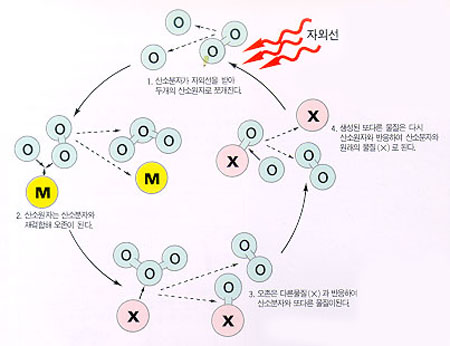 O
O
O
O
자외선
1. 산소분자가 자외선을 받아
두개의 산소원자로 쪼개진다.
O
O
O
M
O
O
O
M
2. 산소원자는 산소분자와
재결합해 오존이 된다.
X
4. 생성된 또다른 물질은 다시
산소원자와 반응하여 산소분자와
원래의 물질(X)로 된다.
X
O
O
O
O
O
O
O
X
O
O
O
X
3. 오존은 다른물질(X)과 반응하여
산소분자와 또다른 물질이된다.